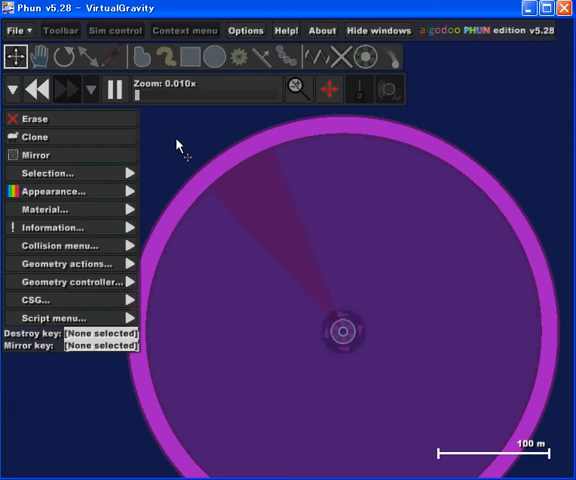 Phun v5.28 - VirtualGravity
File Toolbar Sim control Context menu Options Help! About Hide windows algodoo PHUN edition v5.28
Zoom: 0.010x
Erase
Clone
Mirror
Selection...
Appearance...
Material...
Information...
Collision menu...
Geometry actions...
Geometry controller...
CSG...
Script menu...
Destroy key: [None selected]
Mirror key: [None selected]
100 m